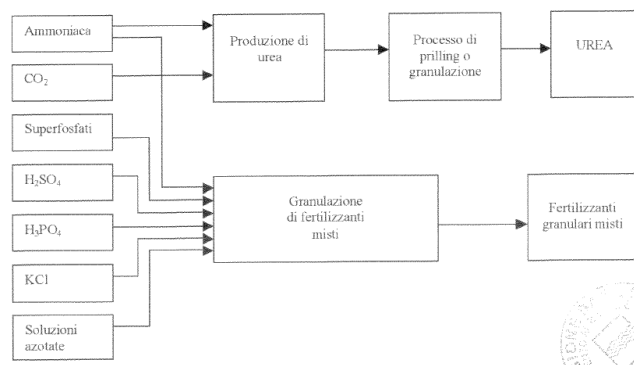 Ammoniaca
CO₂
Superfosfati
H₂SO₄
H₃PO₄
KCl
Soluzioni
azotate
Produzione di
urea
Processo di
prilling o
granulazione
UREA
Granulazione
di fertilizzanti
misti
Fertilizzanti
granulari misti